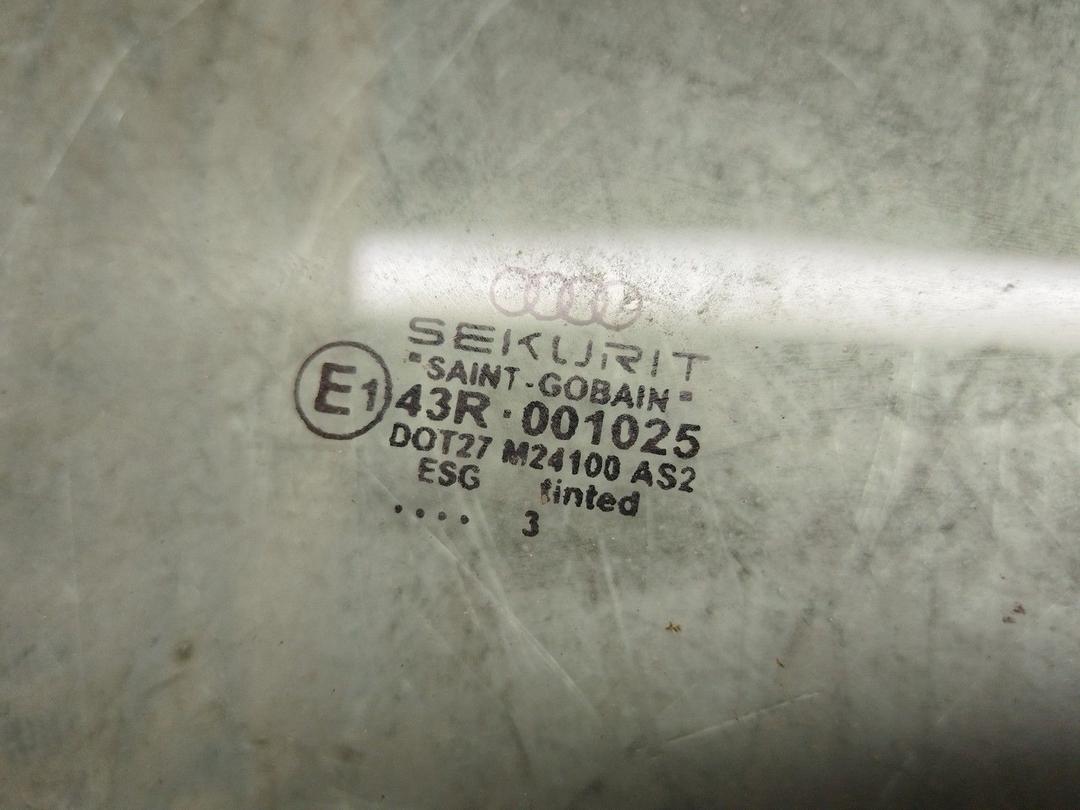 SEKURIT
"SAINT-GOBAIN"
E1 43R·001025
DOT27 M24100 AS2
ESG tinted
.... 3